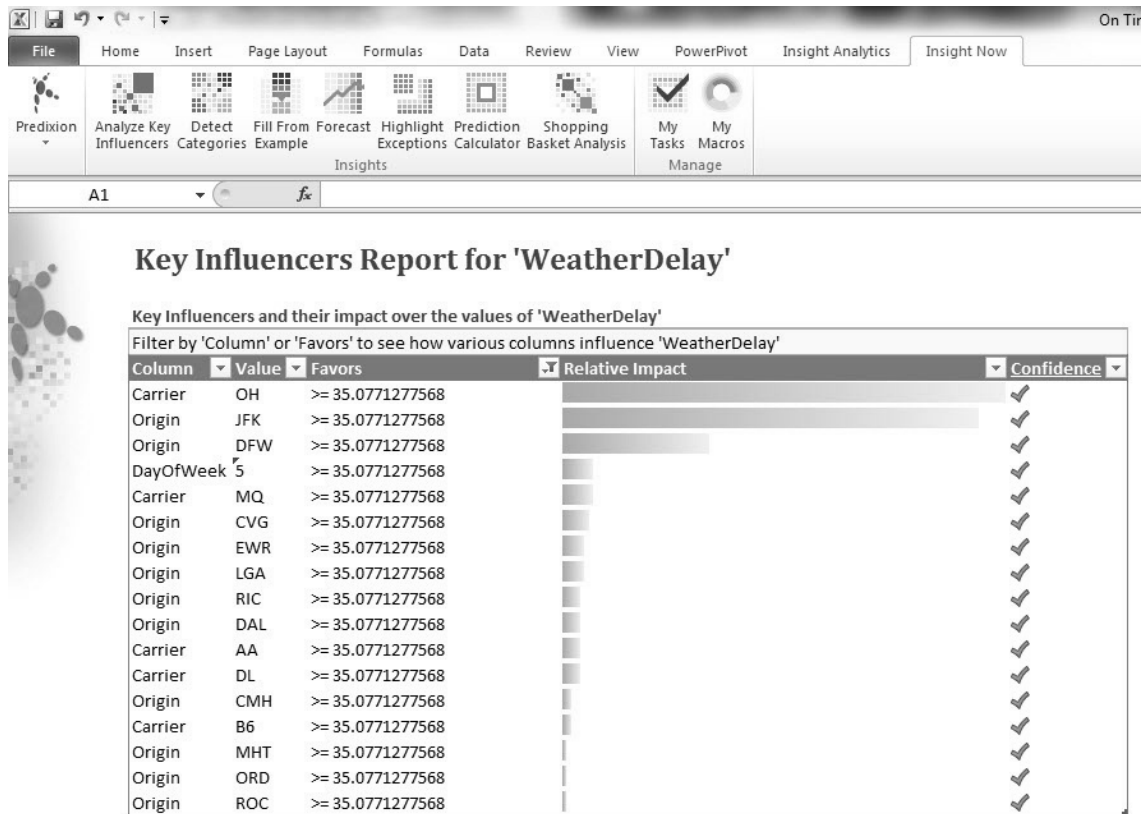 On Tir
File Home Insert Page Layout Formulas Data Review View PowerPivot Insight Analytics Insight Now
Predixion Analyze Key Detect Fill From Forecast Highlight Prediction Shopping My My
Influencers Categories Example Exceptions Calculator Basket Analysis Tasks Macros
Insights Manage
A1 fx
Key Influencers Report for 'WeatherDelay'
Key Influencers and their impact over the values of 'WeatherDelay'
Filter by 'Column' or 'Favors' to see how various columns influence 'WeatherDelay'
Column Value Favors Relative Impact Confidence
Carrier OH >= 35.0771277568
Origin JFK >= 35.0771277568
Origin DFW >= 35.0771277568
DayOfWeek 5 >= 35.0771277568
Carrier MQ >= 35.0771277568
Origin CVG >= 35.0771277568
Origin EWR >= 35.0771277568
Origin LGA >= 35.0771277568
Origin RIC >= 35.0771277568
Origin DAL >= 35.0771277568
Carrier AA >= 35.0771277568
Carrier DL >= 35.0771277568
Origin CMH >= 35.0771277568
Carrier B6 >= 35.0771277568
Origin MHT >= 35.0771277568
Origin ORD >= 35.0771277568
Origin ROC >= 35.0771277568